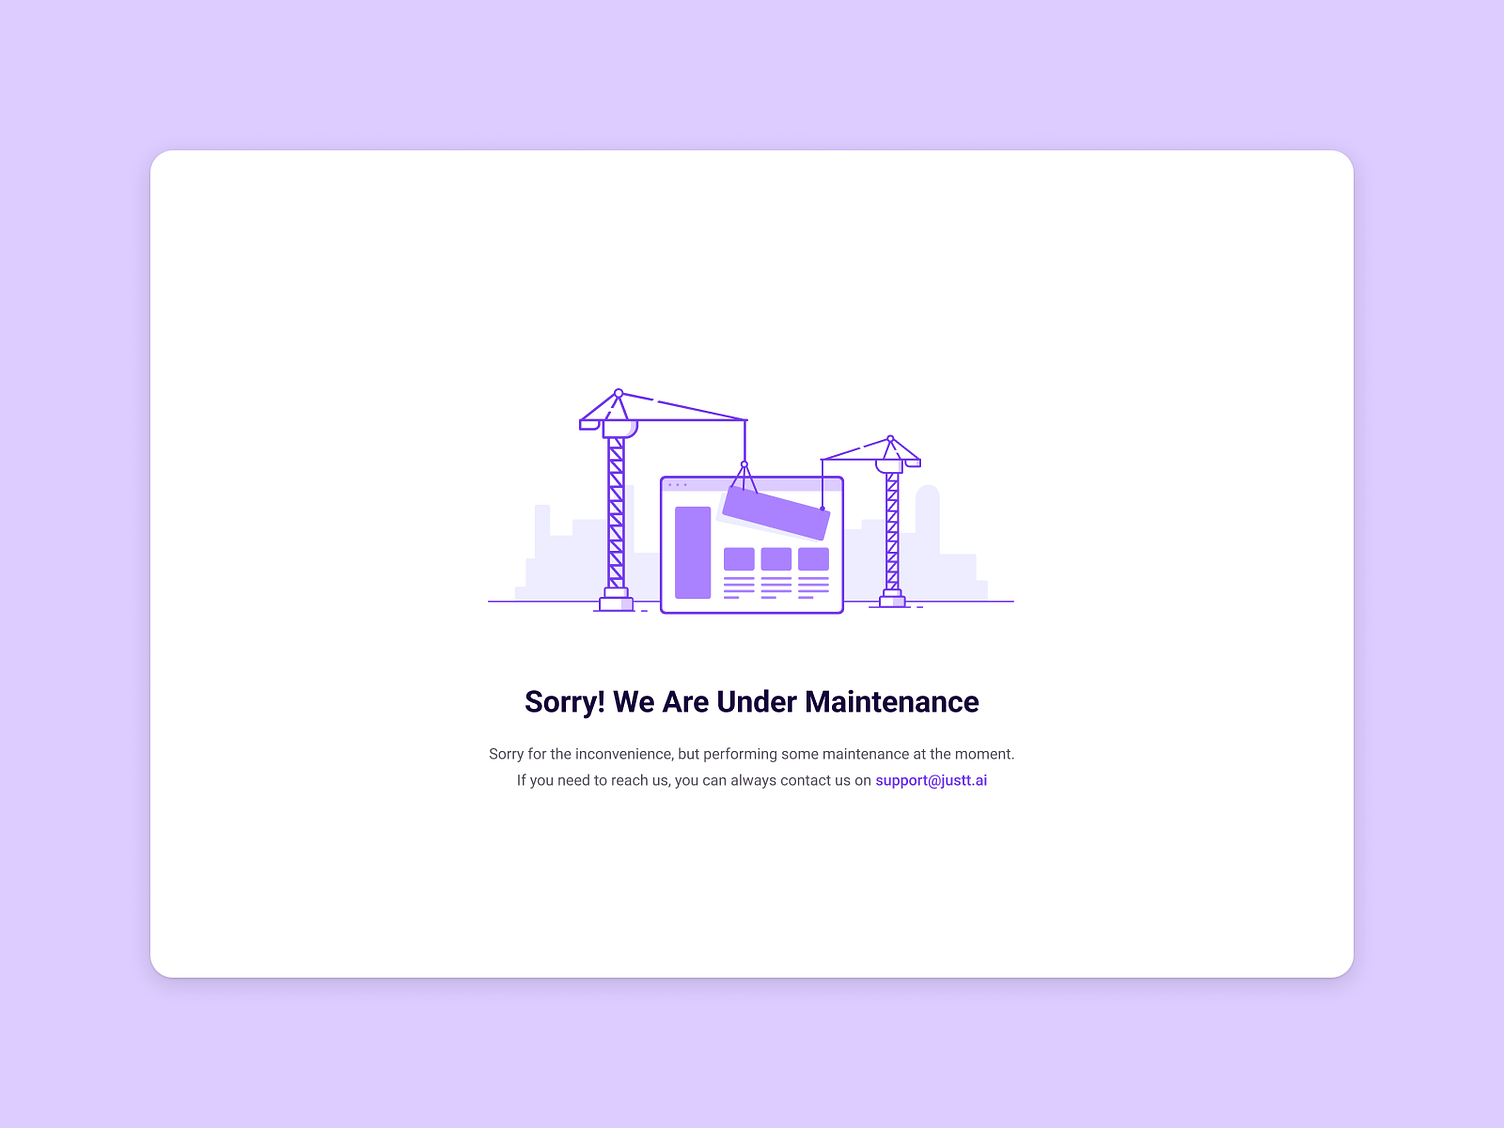 Sorry! We Are Under Maintenance
Sorry for the inconvenience, but performing some maintenance at the moment.
If you need to reach us, you can always contact us on support@justt.ai